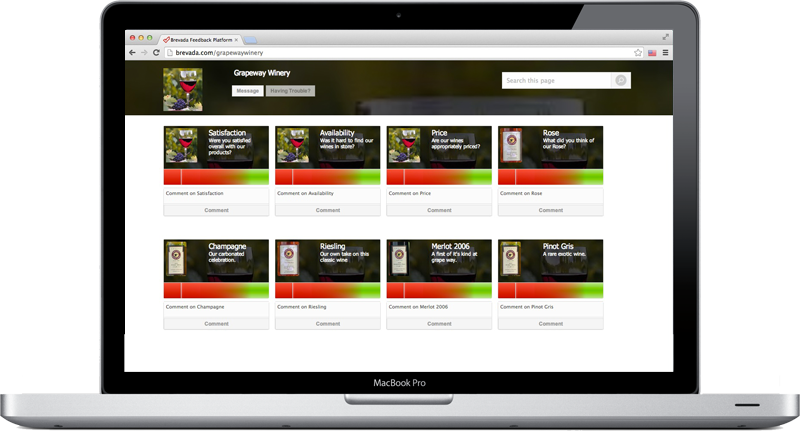 Brevada Feedback Platform
brevada.com/grapewaywinery
Grapeway Winery
Message
Having Trouble?
Search this page
Satisfaction
Were you satisfied
overall with our
products?
Comment on Satisfaction
Comment
Availability
Was it hard to find our
wines in store?
Comment on Availability
Comment
Price
Are our wines
appropriately priced?
Comment on Price
Comment
Rose
What did you think of
our Rose?
Comment on Rose
Comment
Champagne
Our carbonated
celebration.
Comment on Champagne
Comment
Riesling
Our own take on this
classic wine
Comment on Riesling
Comment
Merlot 2006
A first of it's kind at
grape way.
Comment on Merlot 2006
Comment
Pinot Gris
A rare exotic wine.
Comment on Pinot Gris
Comment
MacBook Pro